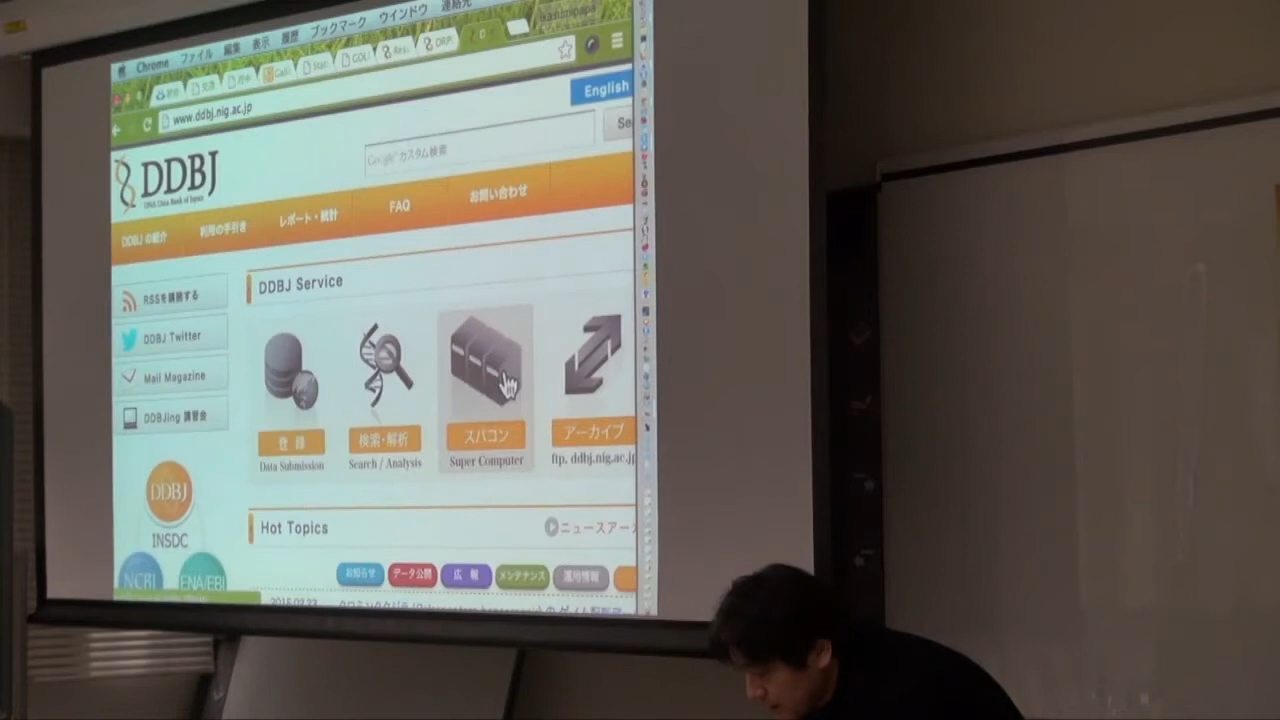 Chrome ファイル 編集 表示 履歴 ブックマーク ウインドウ 連絡先
www.ddbj.nig.ac.jp
English
DDBJ
DNA Data Bank of Japan
Google カスタム検索
Se
DDBJ の紹介 利用の手引き レポート・統計 FAQ お問い合わせ
RSSを購読する
DDBJ Twitter
Mail Magazine
DDBJing 講習会
DDBJ Service
登録 検索・解析 スパコン アーカイブ
Data Submission Search / Analysis Super Computer ftp. ddbj.nig.ac.jp
DDBJ
INSDC
NCBI ENA/EBI
Hot Topics
ニュースアー
お知らせ データ公開 広報 メンテナンス 運用情報